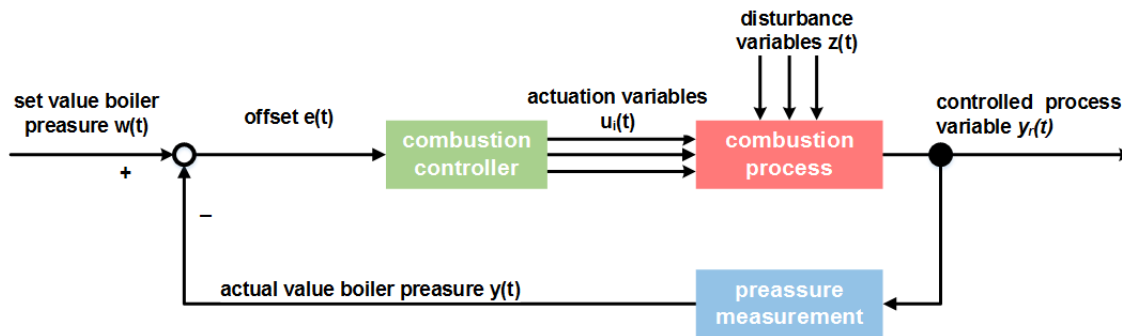 disturbance
variables z(t)
set value boiler
preasure w(t)
offset e(t)
actuation variables
uᵢ(t)
controlled process
variable yᵣ(t)
combustion
controller
combustion
process
+
–
actual value boiler preasure y(t)
preassure
measurement